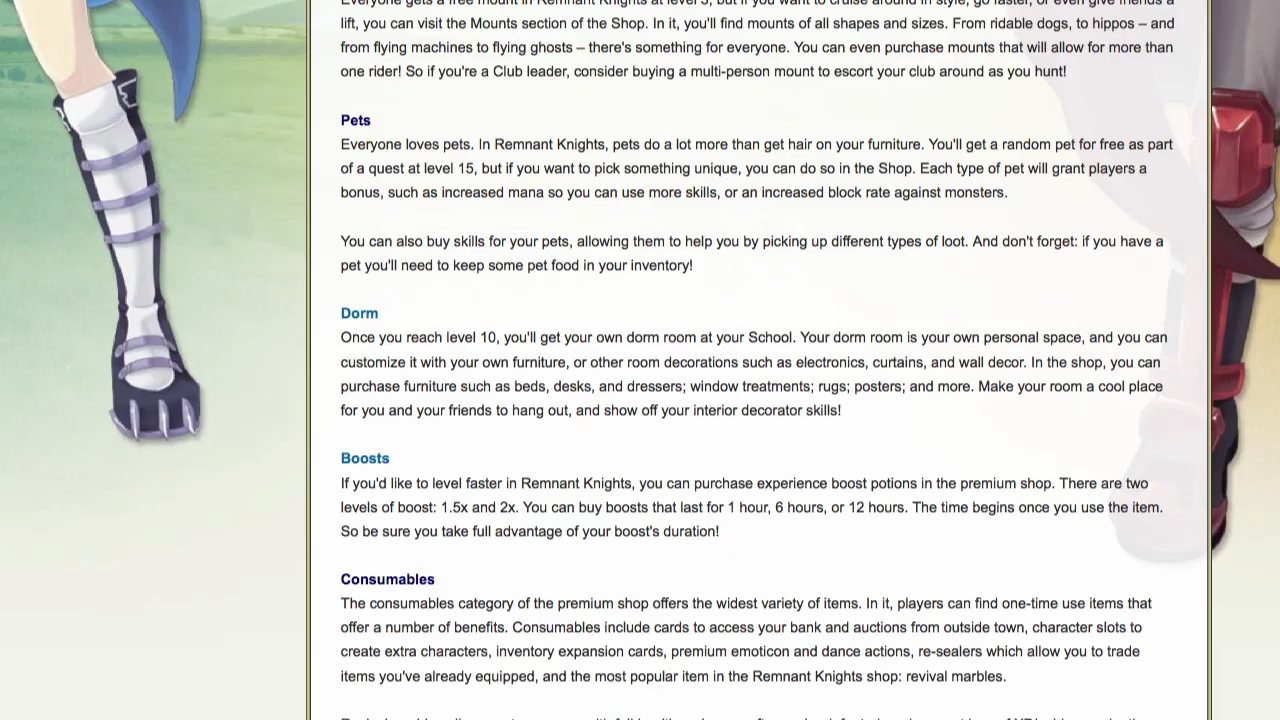 lift, you can visit the Mounts section of the Shop. In it, you'll find mounts of all shapes and sizes. From ridable dogs, to hippos – and
from flying machines to flying ghosts – there's something for everyone. You can even purchase mounts that will allow for more than
one rider! So if you're a Club leader, consider buying a multi-person mount to escort your club around as you hunt!
Pets
Everyone loves pets. In Remnant Knights, pets do a lot more than get hair on your furniture. You'll get a random pet for free as part
of a quest at level 15, but if you want to pick something unique, you can do so in the Shop. Each type of pet will grant players a
bonus, such as increased mana so you can use more skills, or an increased block rate against monsters.
You can also buy skills for your pets, allowing them to help you by picking up different types of loot. And don't forget: if you have a
pet you'll need to keep some pet food in your inventory!
Dorm
Once you reach level 10, you'll get your own dorm room at your School. Your dorm room is your own personal space, and you can
customize it with your own furniture, or other room decorations such as electronics, curtains, and wall decor. In the shop, you can
purchase furniture such as beds, desks, and dressers; window treatments; rugs; posters; and more. Make your room a cool place
for you and your friends to hang out, and show off your interior decorator skills!
Boosts
If you'd like to level faster in Remnant Knights, you can purchase experience boost potions in the premium shop. There are two
levels of boost: 1.5x and 2x. You can buy boosts that last for 1 hour, 6 hours, or 12 hours. The time begins once you use the item.
So be sure you take full advantage of your boost's duration!
Consumables
The consumables category of the premium shop offers the widest variety of items. In it, players can find one-time use items that
offer a number of benefits. Consumables include cards to access your bank and auctions from outside town, character slots to
create extra characters, inventory expansion cards, premium emoticon and dance actions, re-sealers which allow you to trade
items you've already equipped, and the most popular item in the Remnant Knights shop: revival marbles.